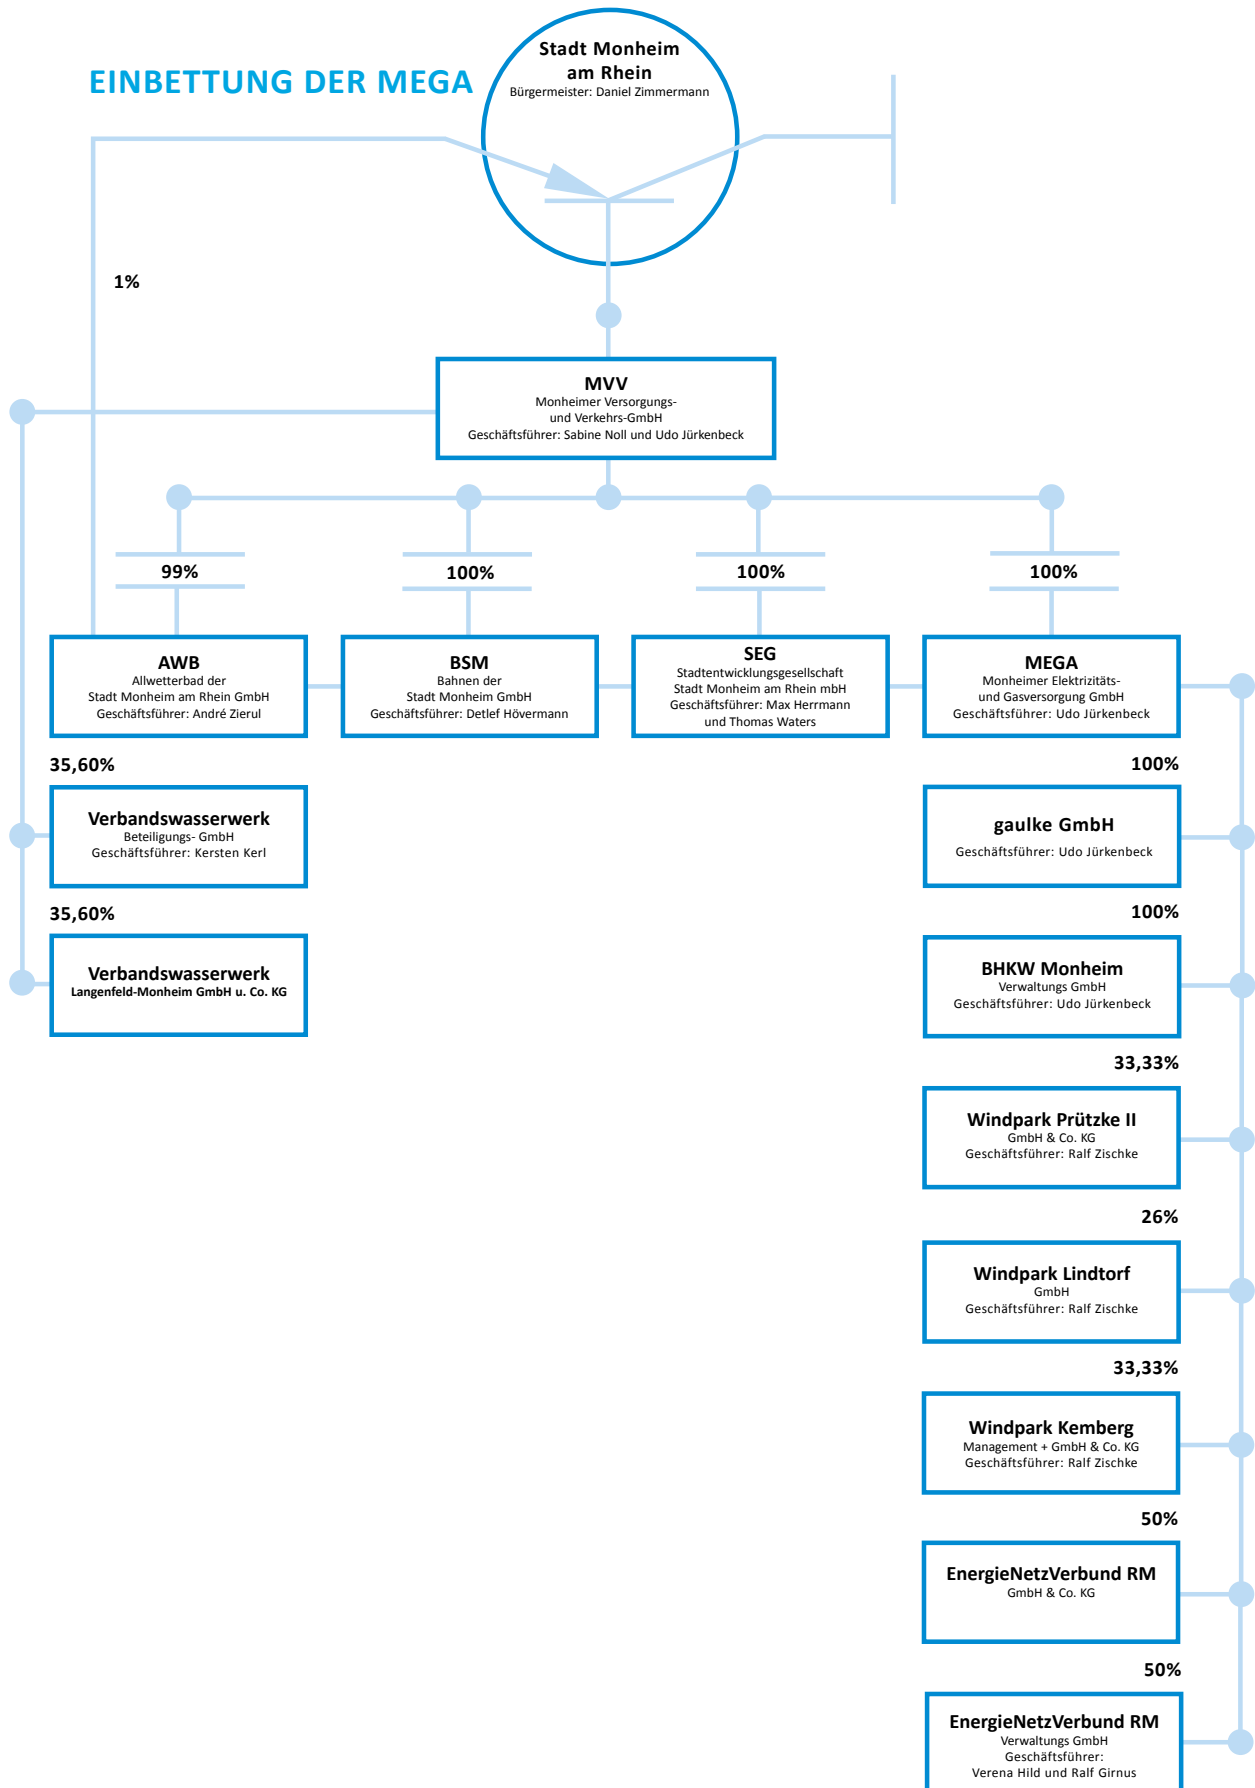 Stadt Monheim
am Rhein
Bürgermeister: Daniel Zimmermann
EINBETTUNG DER MEGA
1%
MVV
Monheimer Versorgungs-
und Verkehrs-GmbH
Geschäftsführer: Sabine Noll und Udo Jürkenbeck
99%
100%
100%
100%
AWB
Allwetterbad der
Stadt Monheim am Rhein GmbH
Geschäftsführer: André Zierul
BSM
Bahnen der
Stadt Monheim GmbH
Geschäftsführer: Detlef Hövermann
SEG
Stadtentwicklungsgesellschaft
Stadt Monheim am Rhein mbH
Geschäftsführer: Max Herrmann
und Thomas Waters
MEGA
Monheimer Elektrizitäts-
und Gasversorgung GmbH
Geschäftsführer: Udo Jürkenbeck
35,60%
Verbandswasserwerk
Beteiligungs- GmbH
Geschäftsführer: Kersten Kerl
35,60%
Verbandswasserwerk
Langenfeld-Monheim GmbH u. Co. KG
100%
gaulke GmbH
Geschäftsführer: Udo Jürkenbeck
100%
BHKW Monheim
Verwaltungs GmbH
Geschäftsführer: Udo Jürkenbeck
33,33%
Windpark Prützke II
GmbH & Co. KG
Geschäftsführer: Ralf Zischke
26%
Windpark Lindtorf
GmbH
Geschäftsführer: Ralf Zischke
33,33%
Windpark Kemberg
Management + GmbH & Co. KG
Geschäftsführer: Ralf Zischke
50%
EnergieNetzVerbund RM
GmbH & Co. KG
50%
EnergieNetzVerbund RM
Verwaltungs GmbH
Geschäftsführer:
Verena Hild und Ralf Girnus